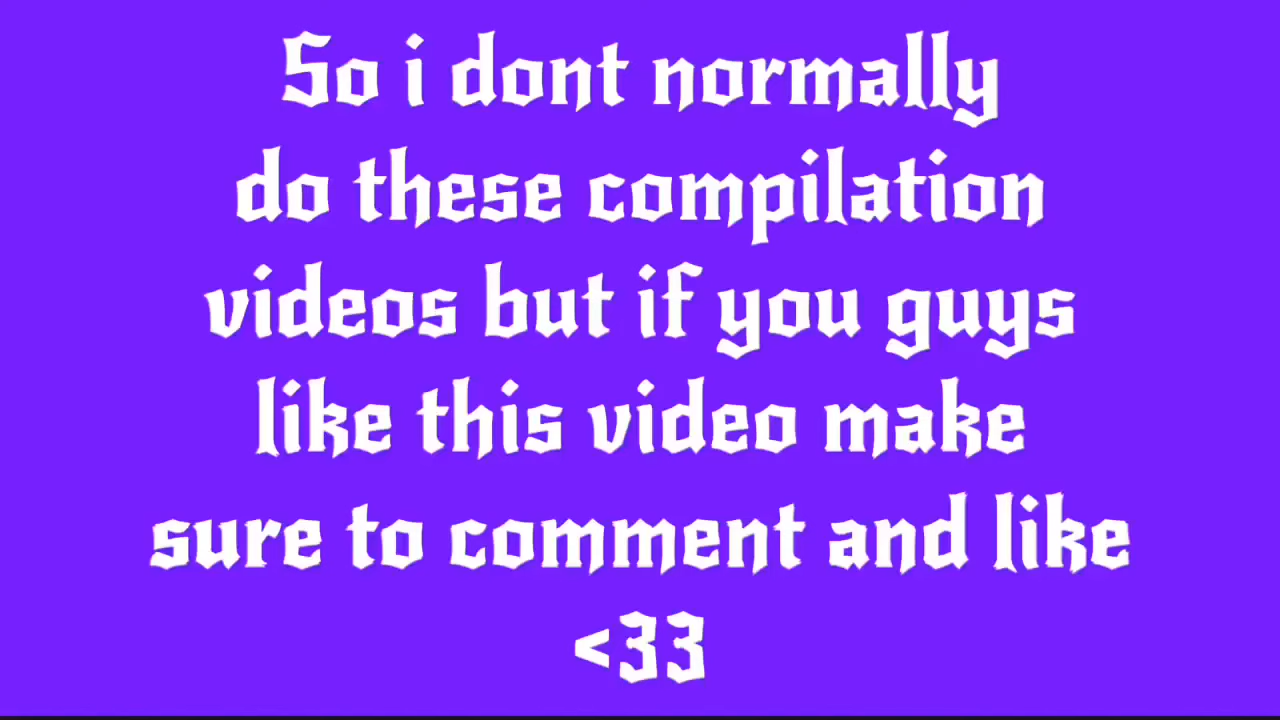 So i dont normally
do these compilation
videos but if you guys
like this video make
sure to comment and like
<33